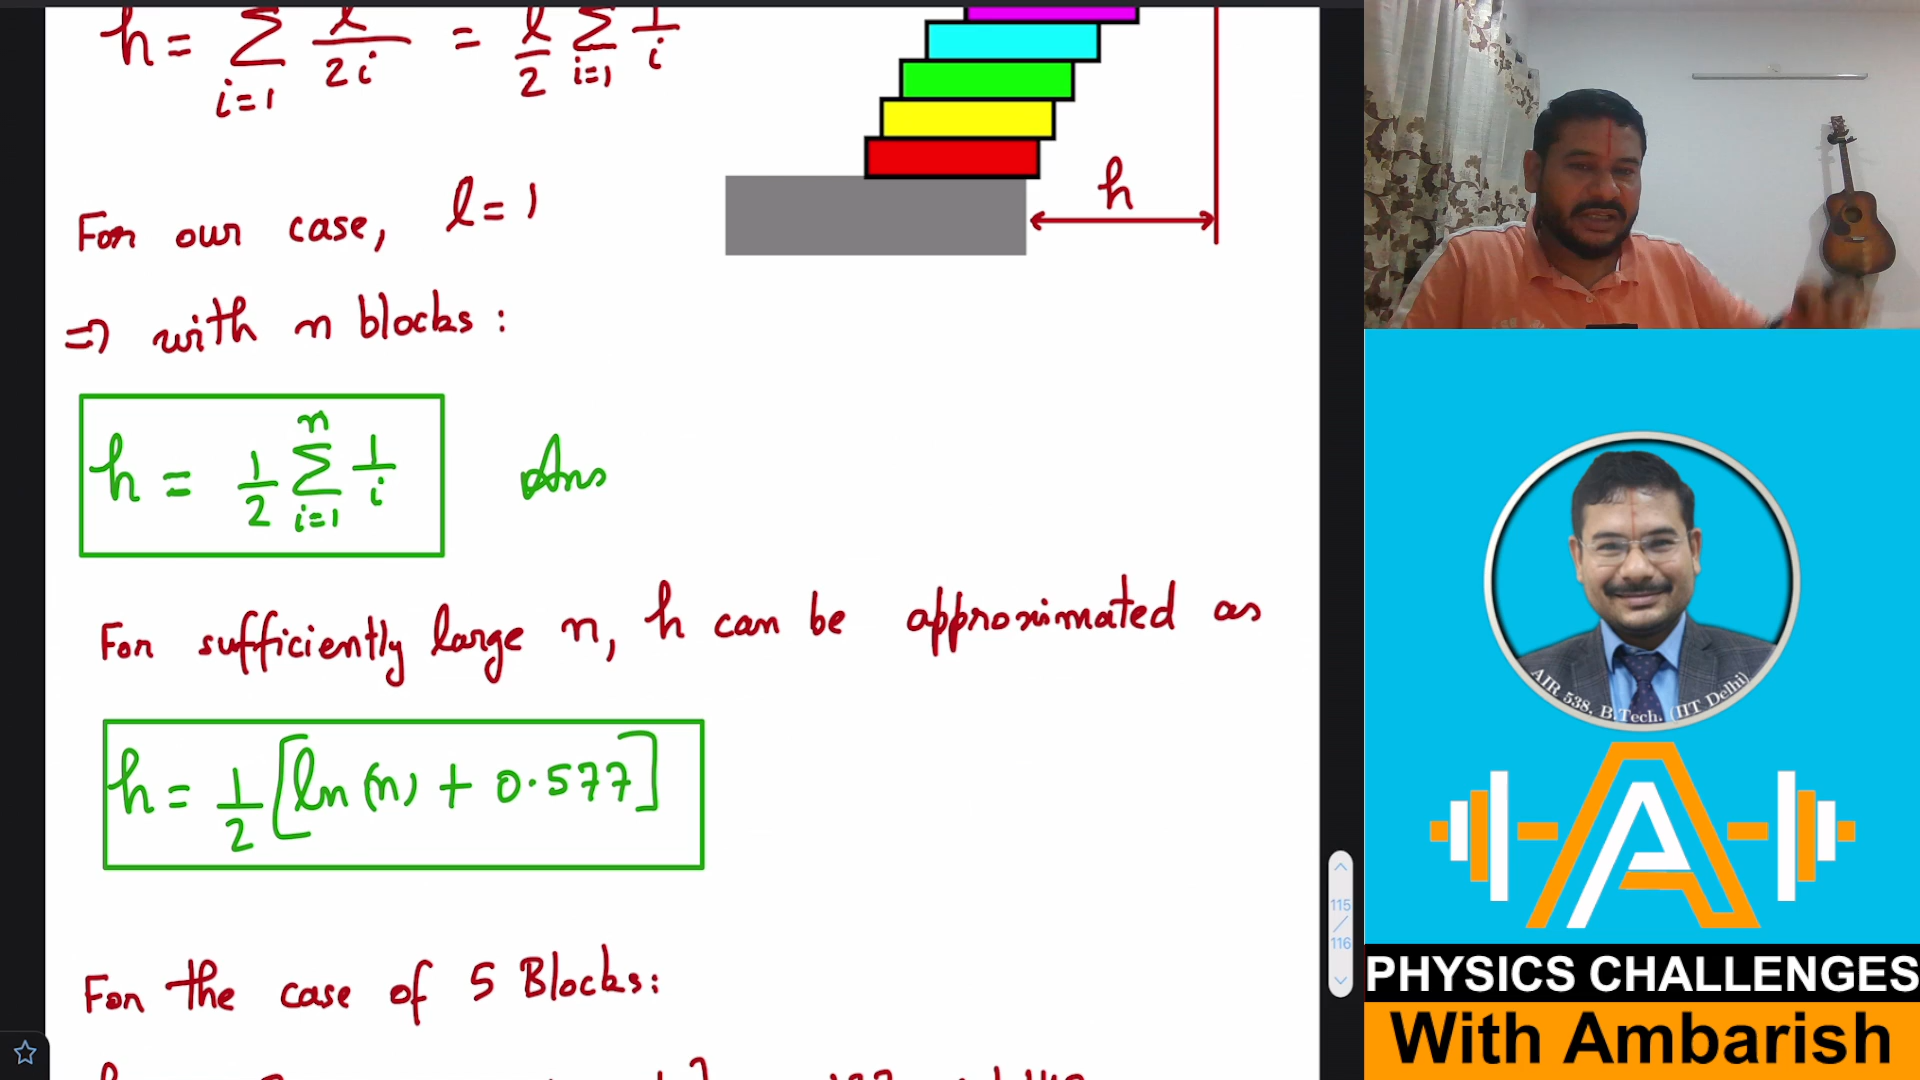 h = Σ i=1 l/2i = l/2 Σ i=1 1/i
For our case, l = 1
h
⇒ with n blocks :
h = 1/2 Σ i=1 n 1/i Ans
For sufficiently large n, h can be approximated as
h = 1/2 [ln (n) + 0.577]
For the case of 5 Blocks:
115
/
116
AIR 538, B.Tech. (IIT Delhi)
A
PHYSICS CHALLENGES
With Ambarish